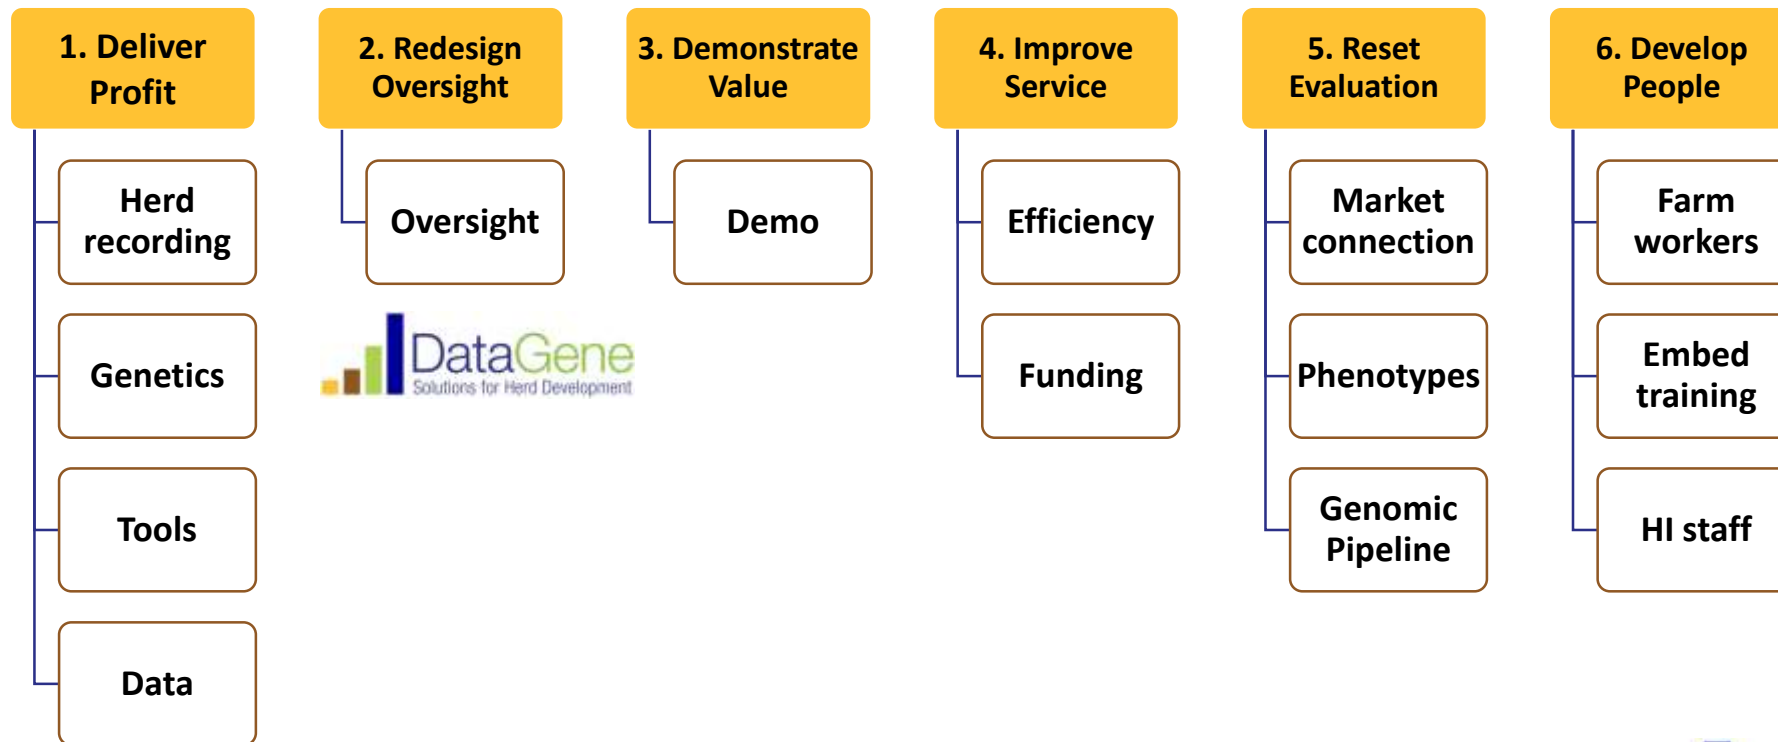 1. Deliver
Profit
Herd
recording
Genetics
Tools
Data
2. Redesign
Oversight
Oversight
DataGene
Solutions for Herd Development
3. Demonstrate
Value
Demo
4. Improve
Service
Efficiency
Funding
5. Reset
Evaluation
Market
connection
Phenotypes
Genomic
Pipeline
6. Develop
People
Farm
workers
Embed
training
HI staff